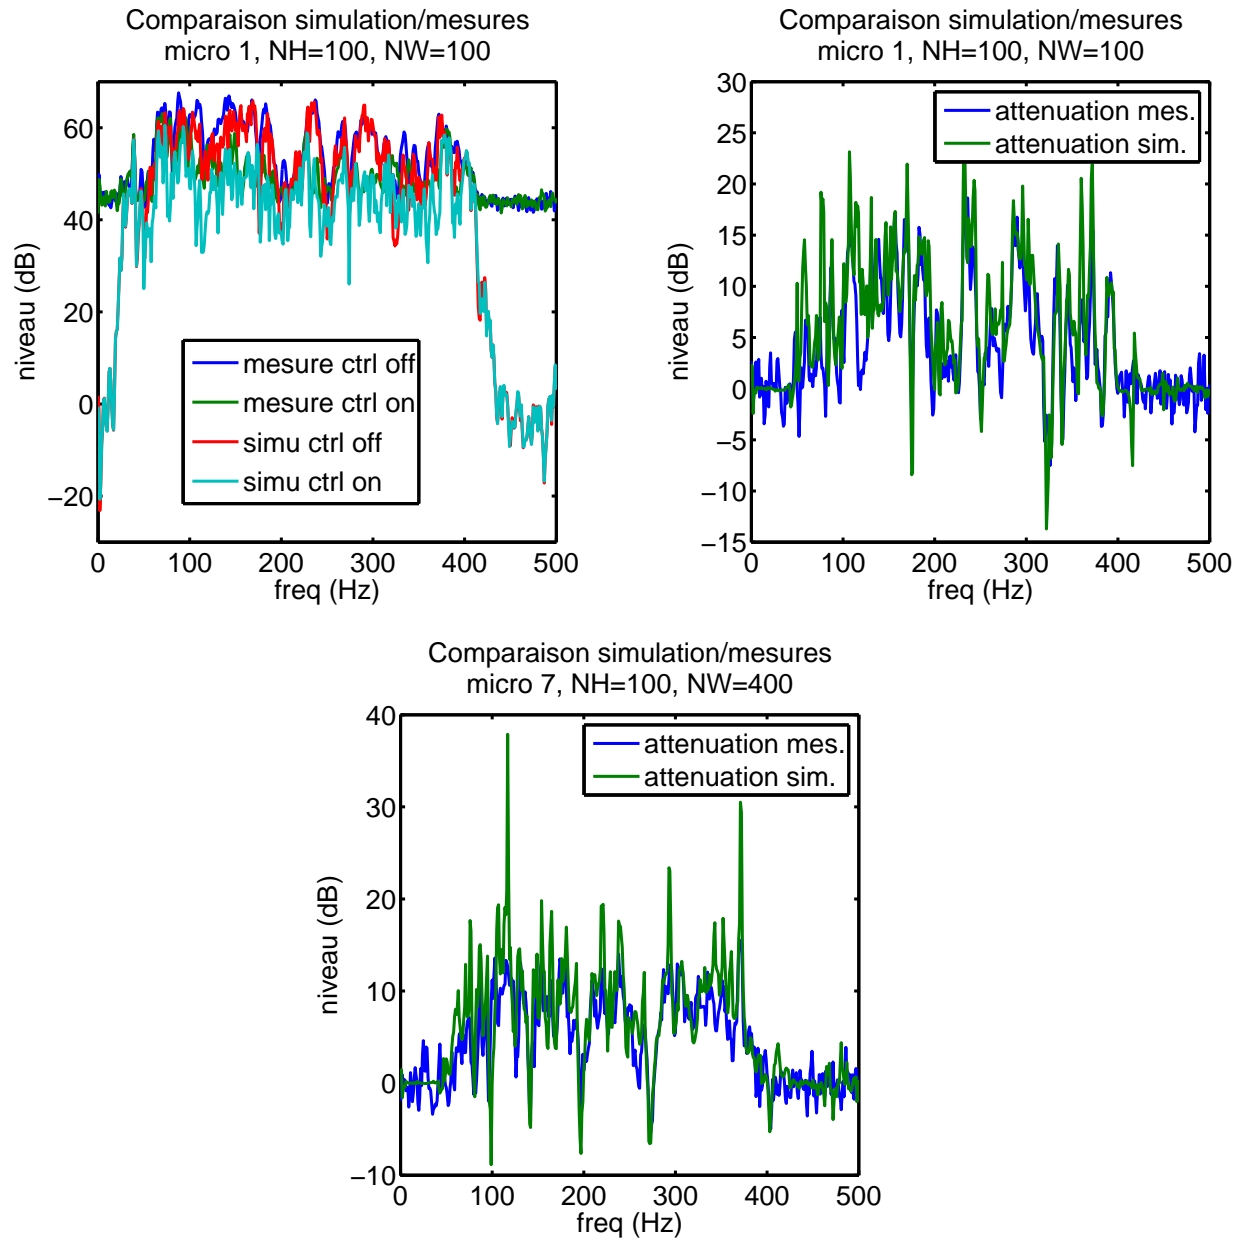 Comparaison simulation/mesures
micro 1, NH=100, NW=100
60
40
20
0
−20
niveau (dB)
mesure ctrl off
mesure ctrl on
simu ctrl off
simu ctrl on
0 100 200 300 400 500
freq (Hz)
Comparaison simulation/mesures
micro 1, NH=100, NW=100
30
25
20
15
10
5
0
−5
−10
−15
niveau (dB)
attenuation mes.
attenuation sim.
0 100 200 300 400 500
freq (Hz)
Comparaison simulation/mesures
micro 7, NH=100, NW=400
40
30
20
10
0
−10
niveau (dB)
attenuation mes.
attenuation sim.
0 100 200 300 400 500
freq (Hz)